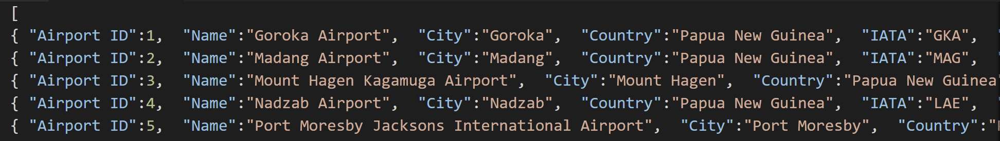 [
{ "Airport ID":1,  "Name":"Goroka Airport",  "City":"Goroka",  "Country":"Papua New Guinea",  "IATA":"GKA",  "
{ "Airport ID":2,  "Name":"Madang Airport",  "City":"Madang",  "Country":"Papua New Guinea",  "IATA":"MAG",  "
{ "Airport ID":3,  "Name":"Mount Hagen Kagamuga Airport",  "City":"Mount Hagen",  "Country":"Papua New Guinea"
{ "Airport ID":4,  "Name":"Nadzab Airport",  "City":"Nadzab",  "Country":"Papua New Guinea",  "IATA":"LAE",  "
{ "Airport ID":5,  "Name":"Port Moresby Jacksons International Airport",  "City":"Port Moresby",  "Country":"